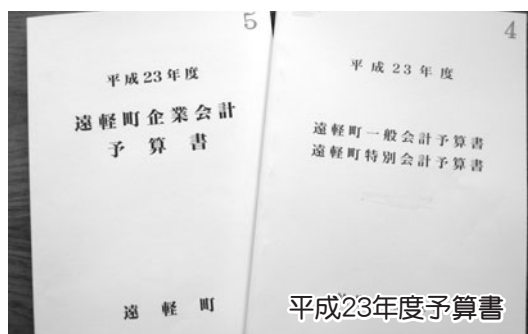 5
平成23年度
遠軽町企業会計
予算書
遠軽町
4
平成23年度
遠軽町一般会計予算書
遠軽町特別会計予算書
平成23年度予算書